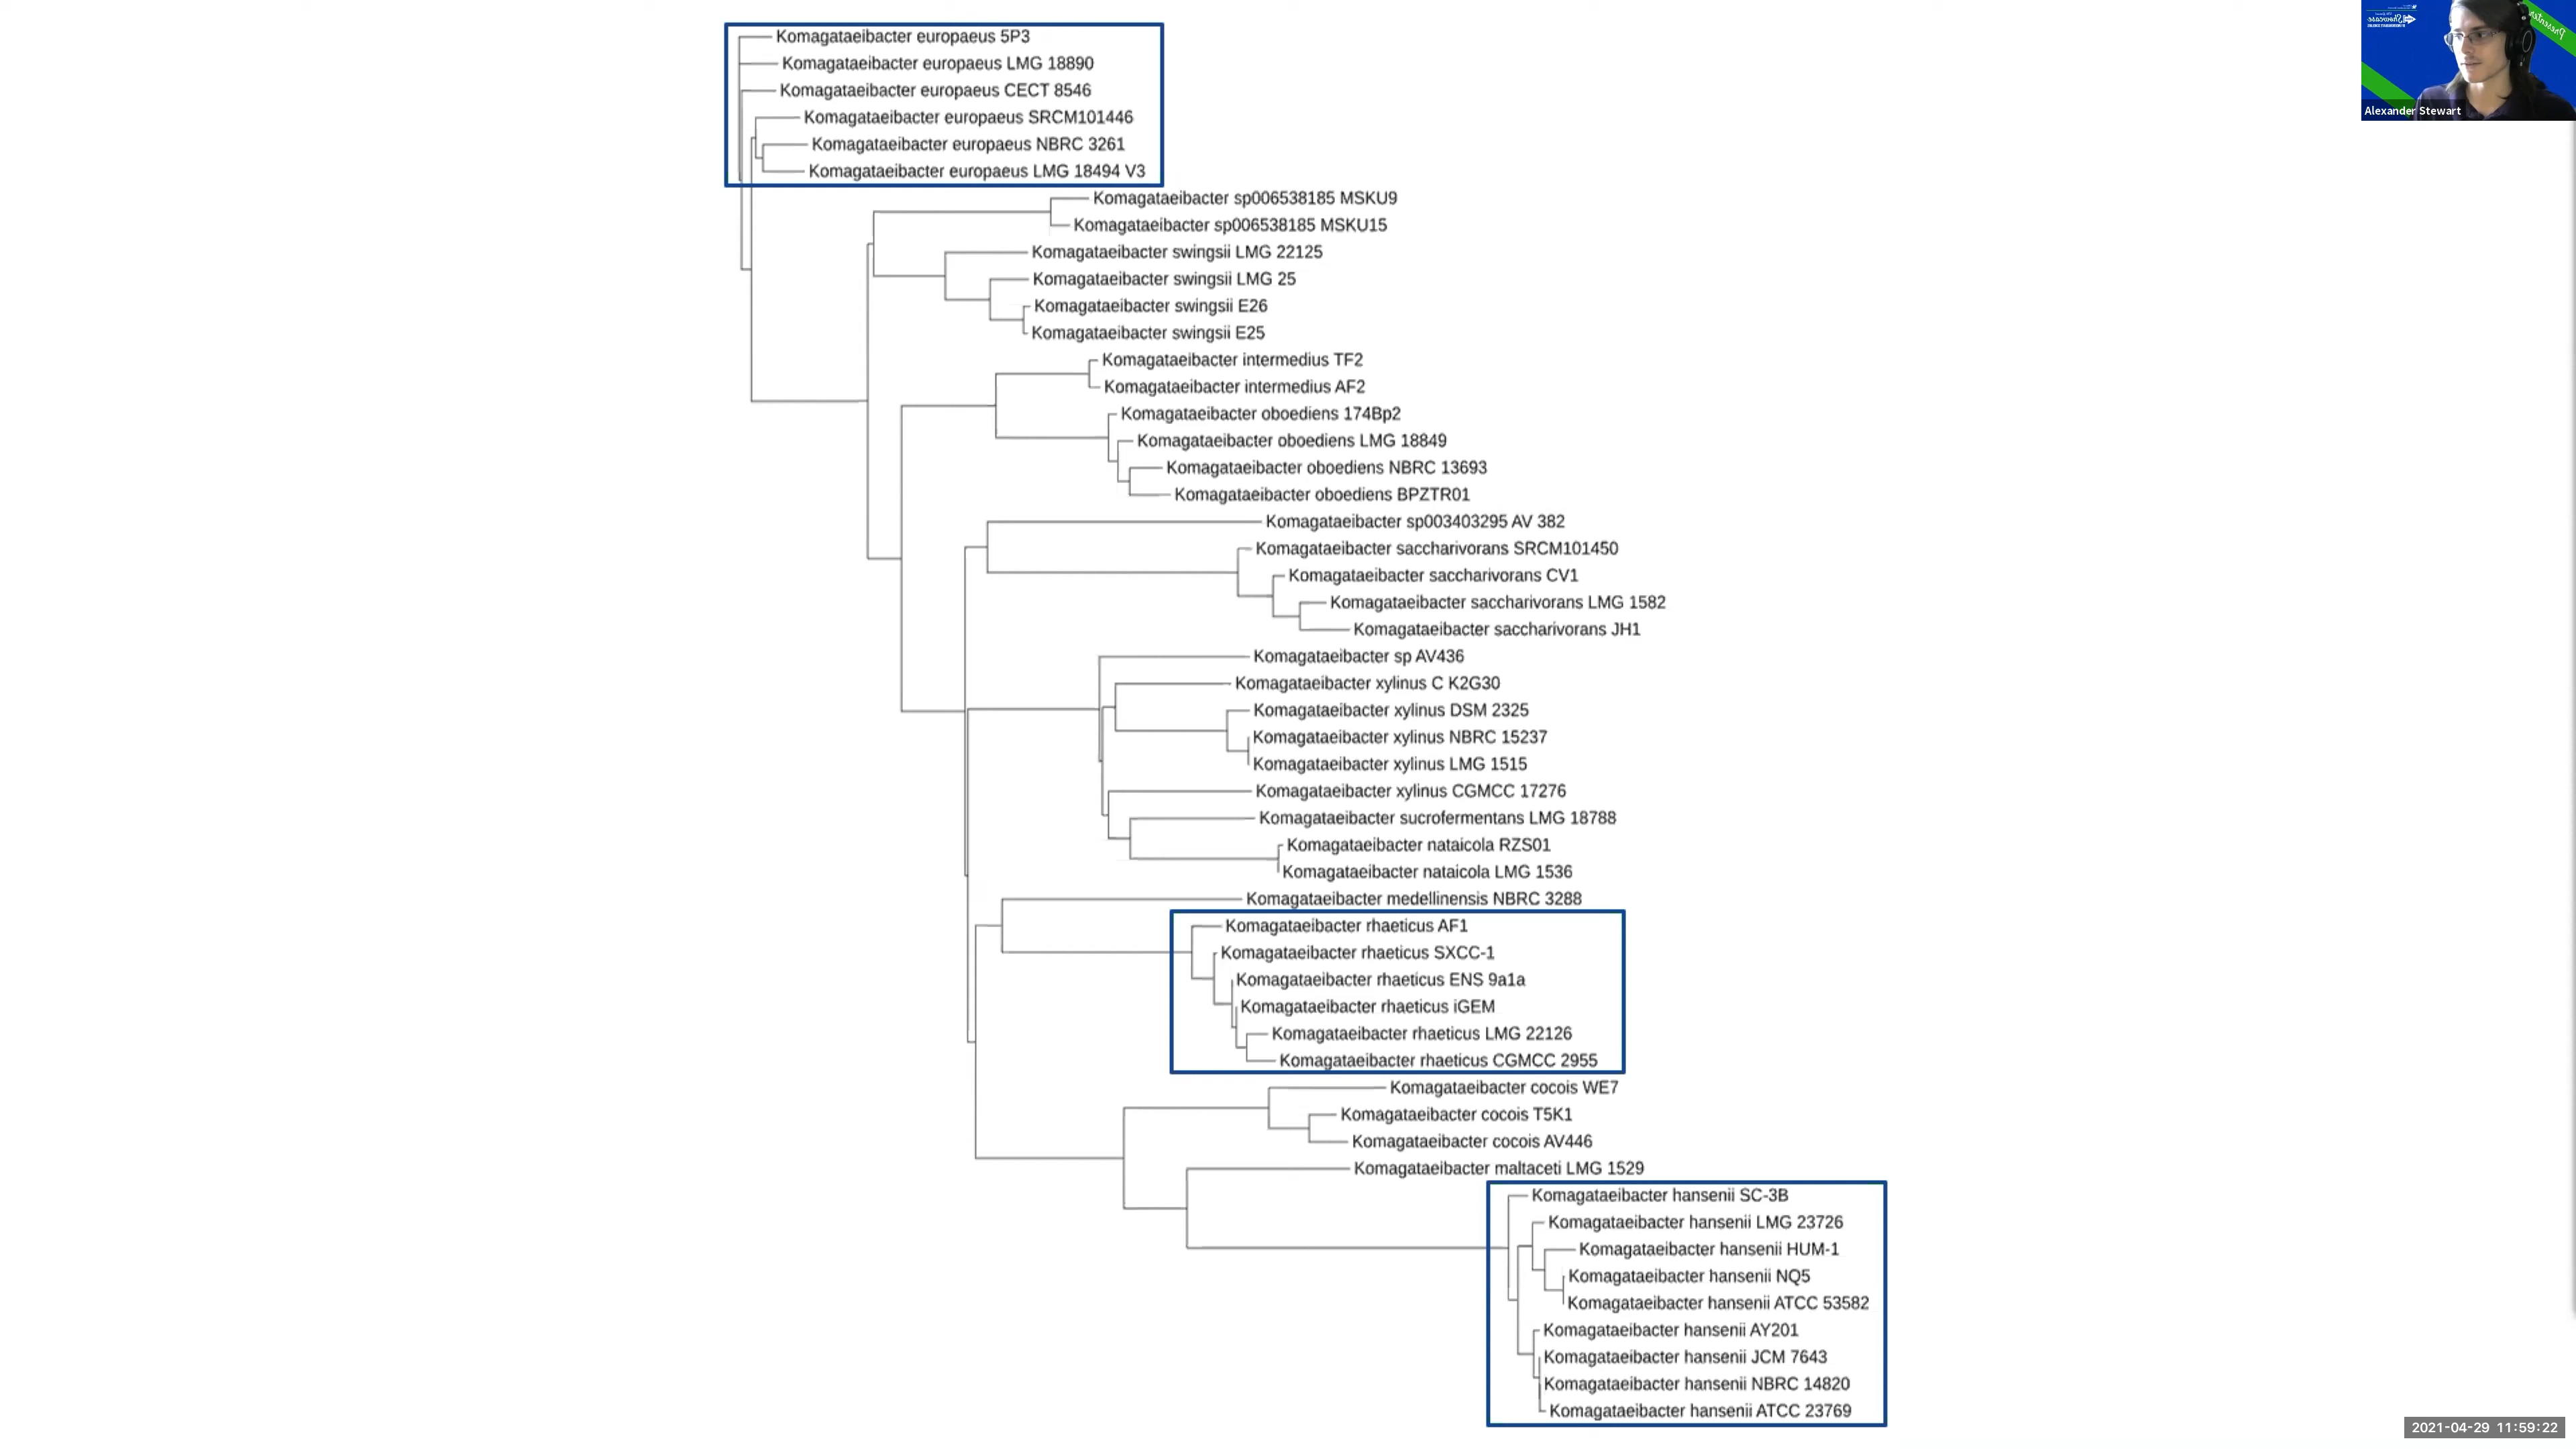 Komagataeibacter europaeus 5P3
Komagataeibacter europaeus LMG 18890
Komagataeibacter europaeus CECT 8546
Komagataeibacter europaeus SRCM101446
Komagataeibacter europaeus NBRC 3261
Komagataeibacter europaeus LMG 18494 V3
Komagataeibacter sp006538185 MSKU9
Komagataeibacter sp006538185 MSKU15
Komagataeibacter swingsii LMG 22125
Komagataeibacter swingsii LMG 25
Komagataeibacter swingsii E26
Komagataeibacter swingsii E25
Komagataeibacter intermedius TF2
Komagataeibacter intermedius AF2
Komagataeibacter oboediens 174Bp2
Komagataeibacter oboediens LMG 18849
Komagataeibacter oboediens NBRC 13693
Komagataeibacter oboediens BPZTR01
Komagataeibacter sp003403295 AV 382
Komagataeibacter saccharivorans SRCM101450
Komagataeibacter saccharivorans CV1
Komagataeibacter saccharivorans LMG 1582
Komagataeibacter saccharivorans JH1
Komagataeibacter sp AV436
Komagataeibacter xylinus C K2G30
Komagataeibacter xylinus DSM 2325
Komagataeibacter xylinus NBRC 15237
Komagataeibacter xylinus LMG 1515
Komagataeibacter xylinus CGMCC 17276
Komagataeibacter sucrofermentans LMG 18788
Komagataeibacter nataicola RZS01
Komagataeibacter nataicola LMG 1536
Komagataeibacter medellinensis NBRC 3288
Komagataeibacter rhaeticus AF1
Komagataeibacter rhaeticus SXCC-1
Komagataeibacter rhaeticus ENS 9a1a
Komagataeibacter rhaeticus iGEM
Komagataeibacter rhaeticus LMG 22126
Komagataeibacter rhaeticus CGMCC 2955
Komagataeibacter cocois WE7
Komagataeibacter cocois T5K1
Komagataeibacter cocois AV446
Komagataeibacter maltaceti LMG 1529
Komagataeibacter hansenii SC-3B
Komagataeibacter hansenii LMG 23726
Komagataeibacter hansenii HUM-1
Komagataeibacter hansenii NQ5
Komagataeibacter hansenii ATCC 53582
Komagataeibacter hansenii AY201
Komagataeibacter hansenii JCM 7643
Komagataeibacter hansenii NBRC 14820
Komagataeibacter hansenii ATCC 23769
Alexander Stewart
2021-04-29 11:59:22